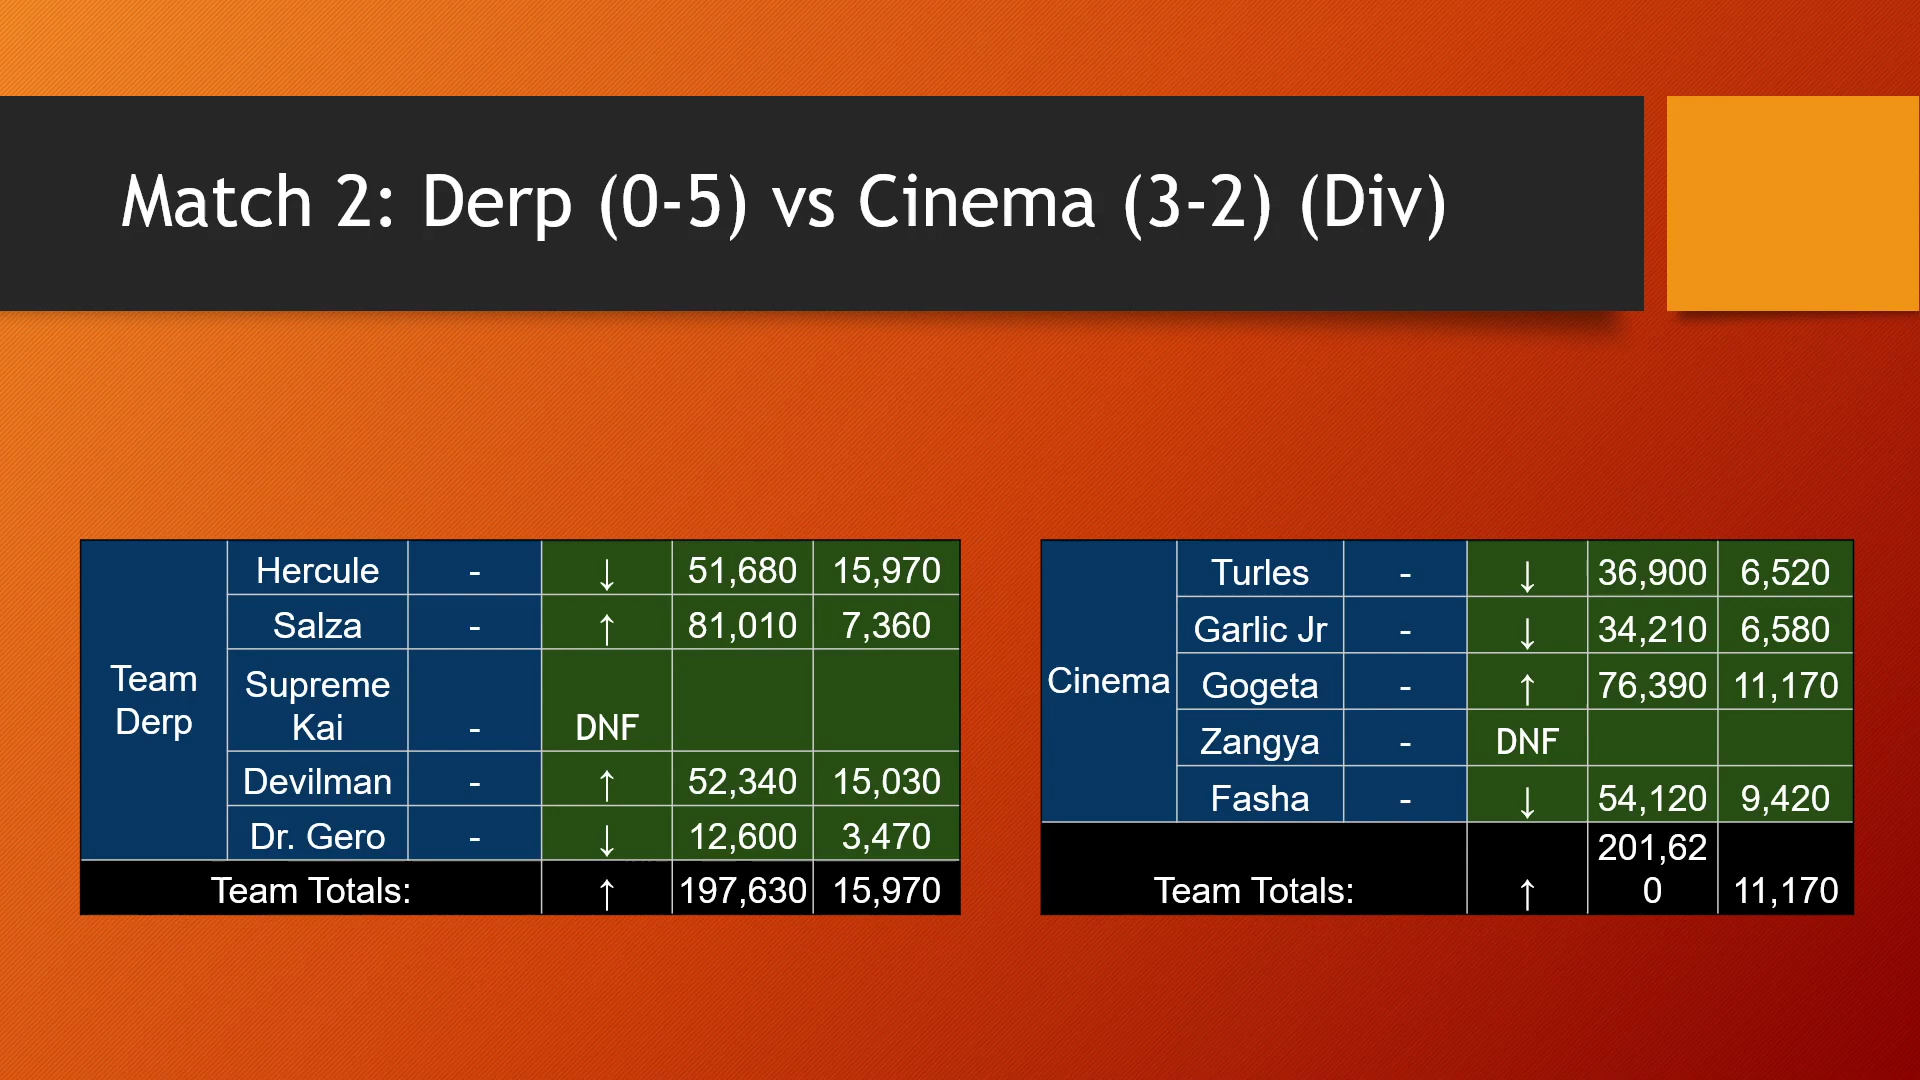 Match 2: Derp (0-5) vs Cinema (3-2) (Div)
Team
Derp
Hercule - ↓ 51,680 15,970
Salza - ↑ 81,010 7,360
Supreme
Kai - DNF
Devilman - ↑ 52,340 15,030
Dr. Gero - ↓ 12,600 3,470
Team Totals: ↑ 197,630 15,970
Cinema
Turles - ↓ 36,900 6,520
Garlic Jr - ↓ 34,210 6,580
Gogeta - ↑ 76,390 11,170
Zangya - DNF
Fasha - ↓ 54,120 9,420
201,62
Team Totals: ↑ 0 11,170